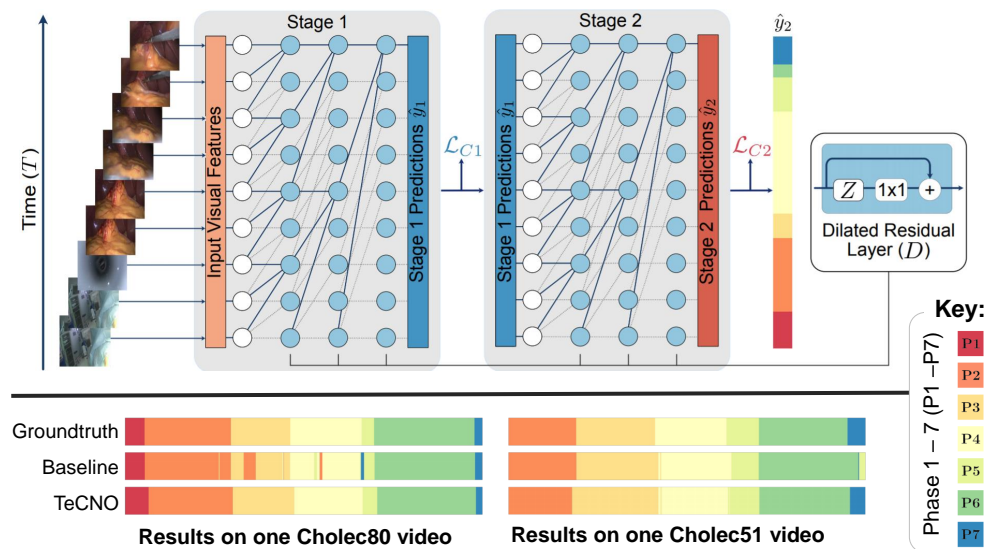 Stage 1
Stage 2
ŷ₂
Time (T)
Input Visual Features
Stage 1 Predictions ŷ₁
ℒ_C1
Stage 1 Predictions ŷ₁
Stage 2 Predictions ŷ₂
ℒ_C2
Z
1x1
+
Dilated Residual
Layer (D)
Key:
Phase 1 – 7 (P1 –P7)
P1
P2
P3
P4
P5
P6
P7
Groundtruth
Baseline
TeCNO
Results on one Cholec80 video
Results on one Cholec51 video